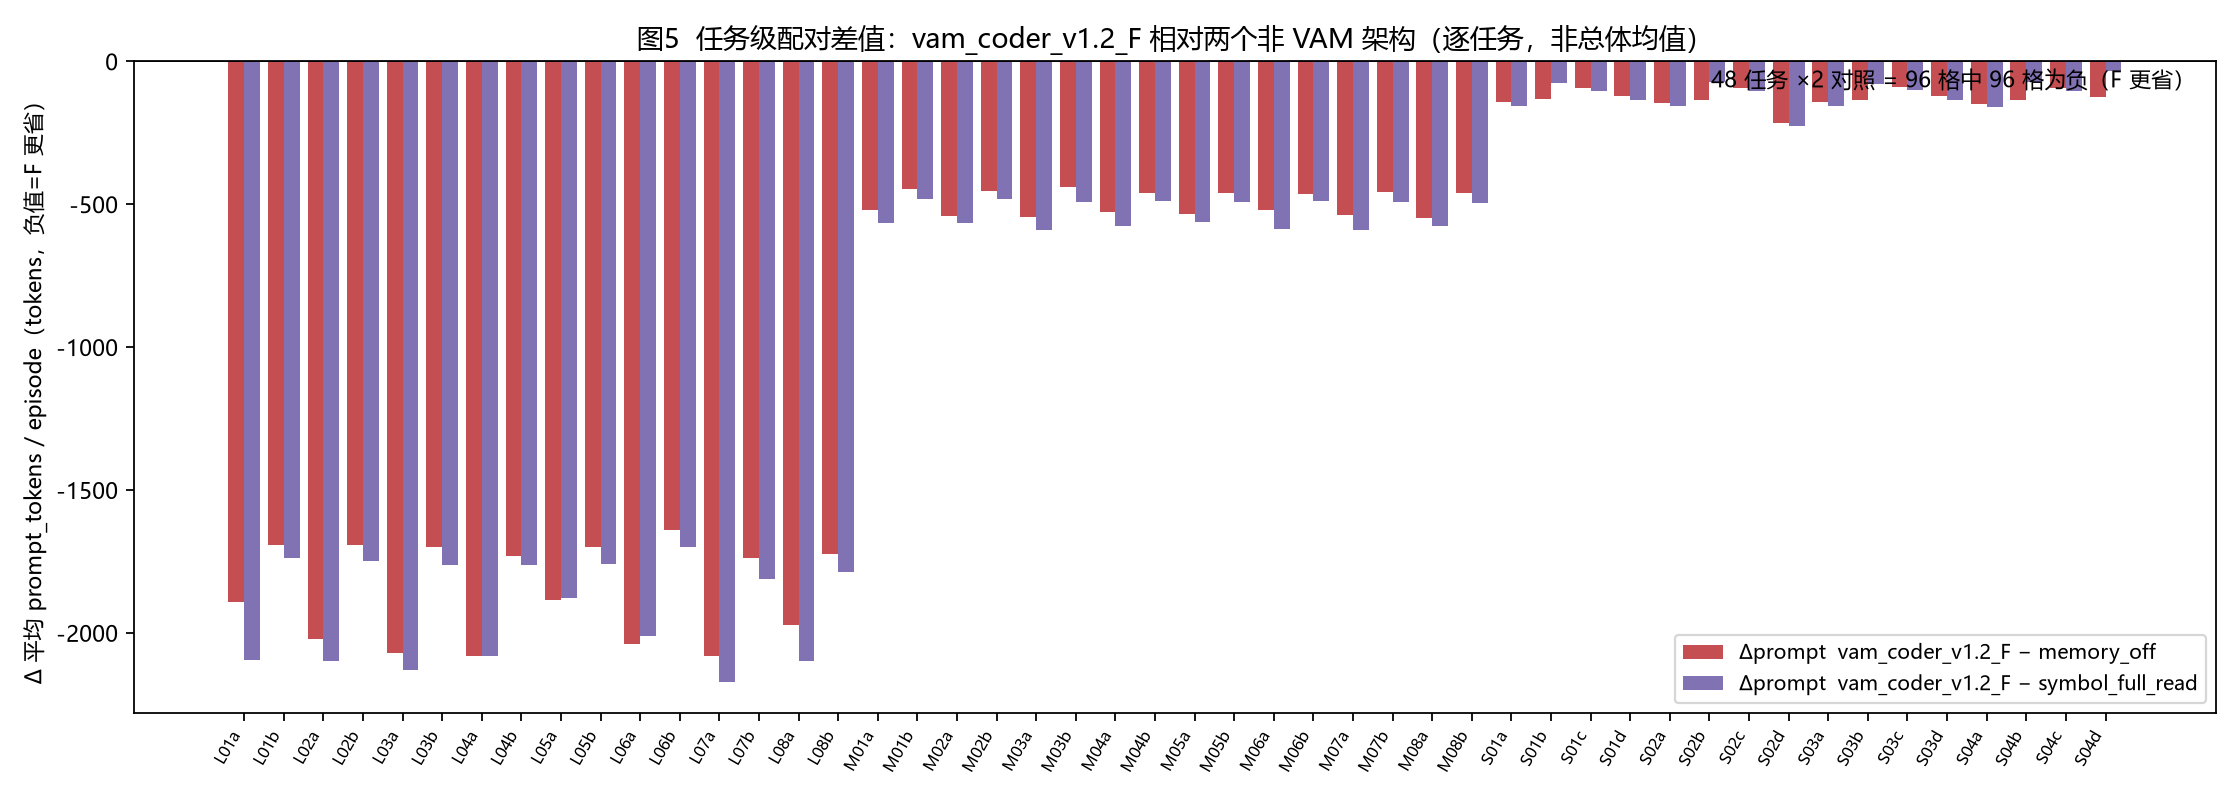 图5 任务级配对差值：vam_coder_v1.2_F 相对两个非 VAM 架构（逐任务，非总体均值）
48 任务 ×2 对照 = 96 格中 96 格为负（F 更省）
Δ 平均 prompt_tokens / episode（tokens，负值=F 更省）
0
-500
-1000
-1500
-2000
Δprompt vam_coder_v1.2_F − memory_off
Δprompt vam_coder_v1.2_F − symbol_full_read
L01a L01b L02a L02b L03a L03b L04a L04b L05a L05b L06a L06b L07a L07b L08a L08b M01a M01b M02a M02b M03a M03b M04a M04b M05a M05b M06a M06b M07a M07b M08a M08b S01a S01b S01c S01d S02a S02b S02c S02d S03a S03b S03c S03d S04a S04b S04c S04d